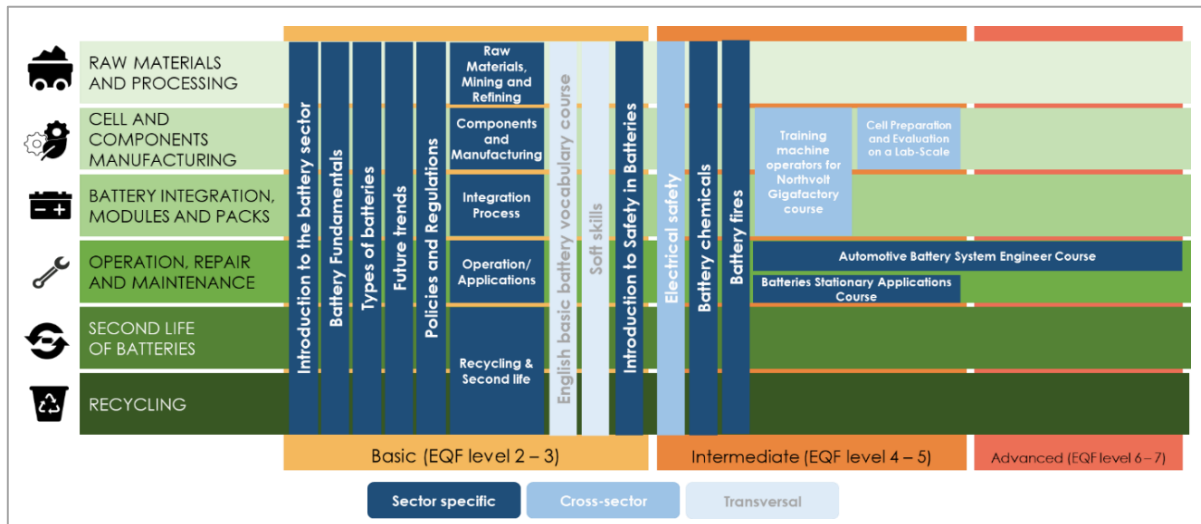 RAW MATERIALS
AND PROCESSING
CELL AND
COMPONENTS
MANUFACTURING
BATTERY INTEGRATION,
MODULES AND PACKS
OPERATION, REPAIR
AND MAINTENANCE
SECOND LIFE
OF BATTERIES
RECYCLING
Introduction to the battery sector
Battery Fundamentals
Types of batteries
Future trends
Policies and Regulations
Raw
Materials,
Mining and
Refining
Components
and
Manufacturing
Integration
Process
Operation/
Applications
Recycling &
Second life
English basic battery vocabulary course
Soft skills
Introduction to Safety in Batteries
Electrical safety
Battery chemicals
Battery fires
Training
machine
operators for
Northvolt
Gigafactory
course
Cell Preparation
and Evaluation
on a Lab-Scale
Automotive Battery System Engineer Course
Batteries Stationary Applications
Course
Basic (EQF level 2 – 3)
Intermediate (EQF level 4 – 5)
Advanced (EQF level 6 – 7)
Sector specific
Cross-sector
Transversal